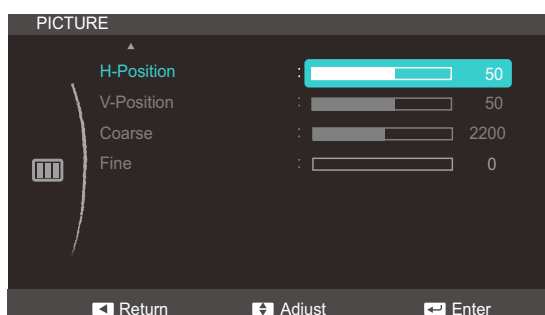 PICTURE
H-Position : 50
V-Position : 50
Coarse : 2200
Fine : 0
Return Adjust Enter